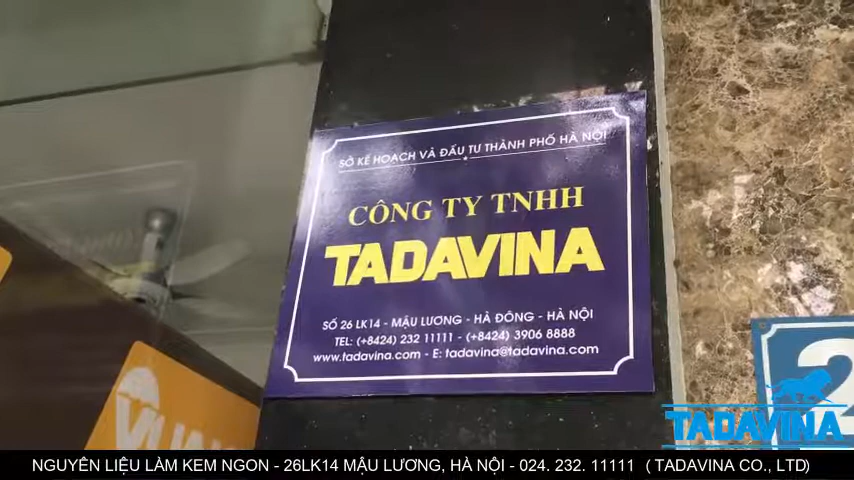 SỞ KẾ HOẠCH VÀ ĐẦU TƯ THÀNH PHỐ HÀ NỘI
CÔNG TY TNHH
TADAVINA
SỐ 26 LK14 - MẬU LƯƠNG - HÀ ĐÔNG - HÀ NỘI
TEL: (+8424) 232 11111 - (+8424) 3906 8888
www.tadavina.com - E: tadavina@tadavina.com
2
TADAVINA
NGUYÊN LIỆU LÀM KEM NGON - 26LK14 MẬU LƯƠNG, HÀ NỘI - 024. 232. 11111 ( TADAVINA CO., LTD)